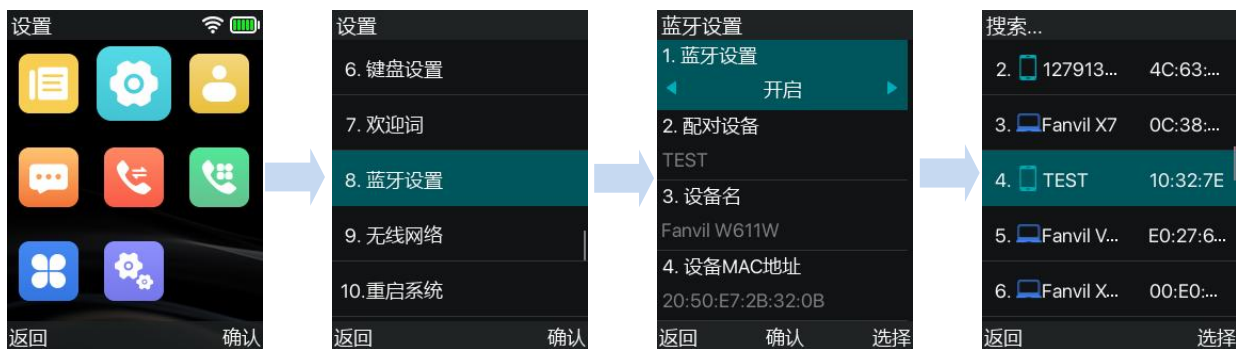 设置
返回 确认
设置
6. 键盘设置
7. 欢迎词
8. 蓝牙设置
9. 无线网络
10.重启系统
返回 确认
蓝牙设置
1. 蓝牙设置
开启
2. 配对设备
TEST
3. 设备名
Fanvil W611W
4. 设备MAC地址
20:50:E7:2B:32:0B
返回 确认 选择
搜索...
2. 127913... 4C:63:...
3. Fanvil X7 0C:38:...
4. TEST 10:32:7E
5. Fanvil V... E0:27:6...
6. Fanvil X... 00:E0:...
返回 选择